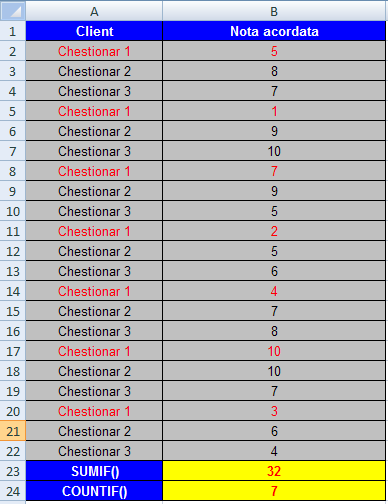 A B
1 Client Nota acordata
2 Chestionar 1 5
3 Chestionar 2 8
4 Chestionar 3 7
5 Chestionar 1 1
6 Chestionar 2 9
7 Chestionar 3 10
8 Chestionar 1 7
9 Chestionar 2 9
10 Chestionar 3 5
11 Chestionar 1 2
12 Chestionar 2 5
13 Chestionar 3 6
14 Chestionar 1 4
15 Chestionar 2 7
16 Chestionar 3 8
17 Chestionar 1 10
18 Chestionar 2 10
19 Chestionar 3 7
20 Chestionar 1 3
21 Chestionar 2 6
22 Chestionar 3 4
23 SUMIF() 32
24 COUNTIF() 7